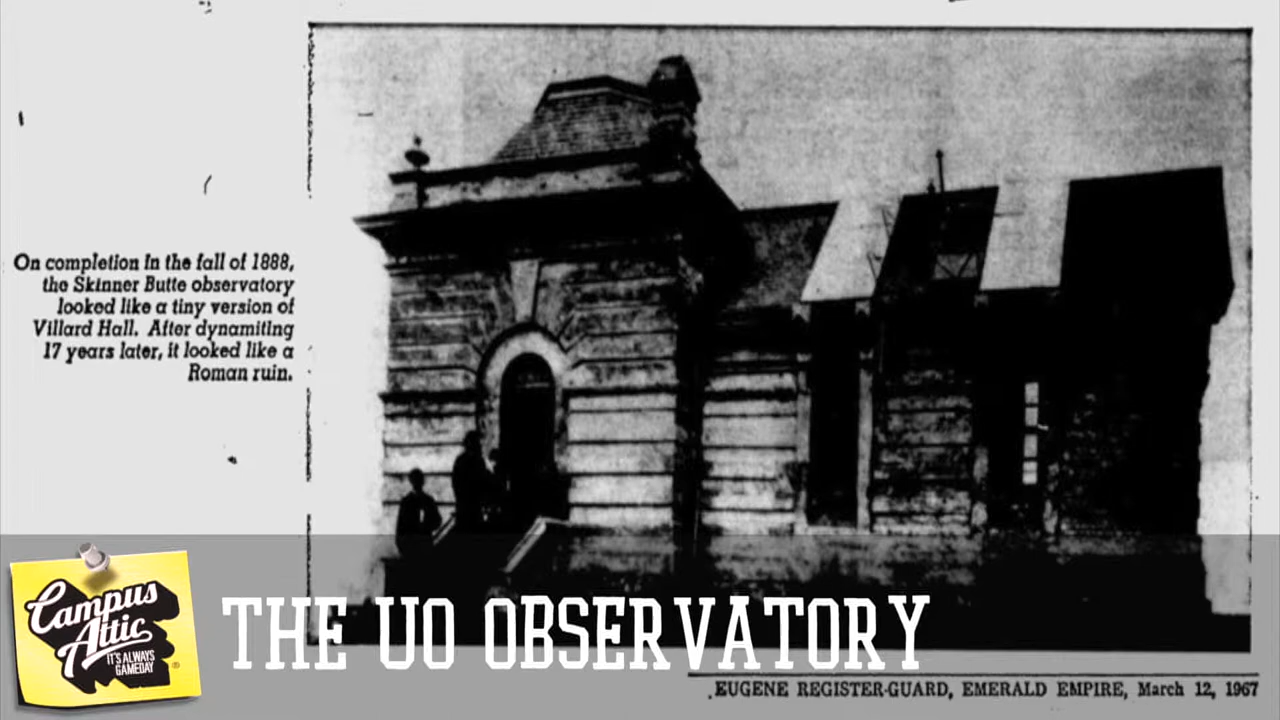 On completion in the fall of 1888,
the Skinner Butte observatory
looked like a tiny version of
Villard Hall. After dynamiting
17 years later, it looked like a
Roman ruin.
Campus
Attic
IT'S ALWAYS
GAMEDAY
®
THE UO OBSERVATORY
EUGENE REGISTER-GUARD, EMERALD EMPIRE, March 12, 1967